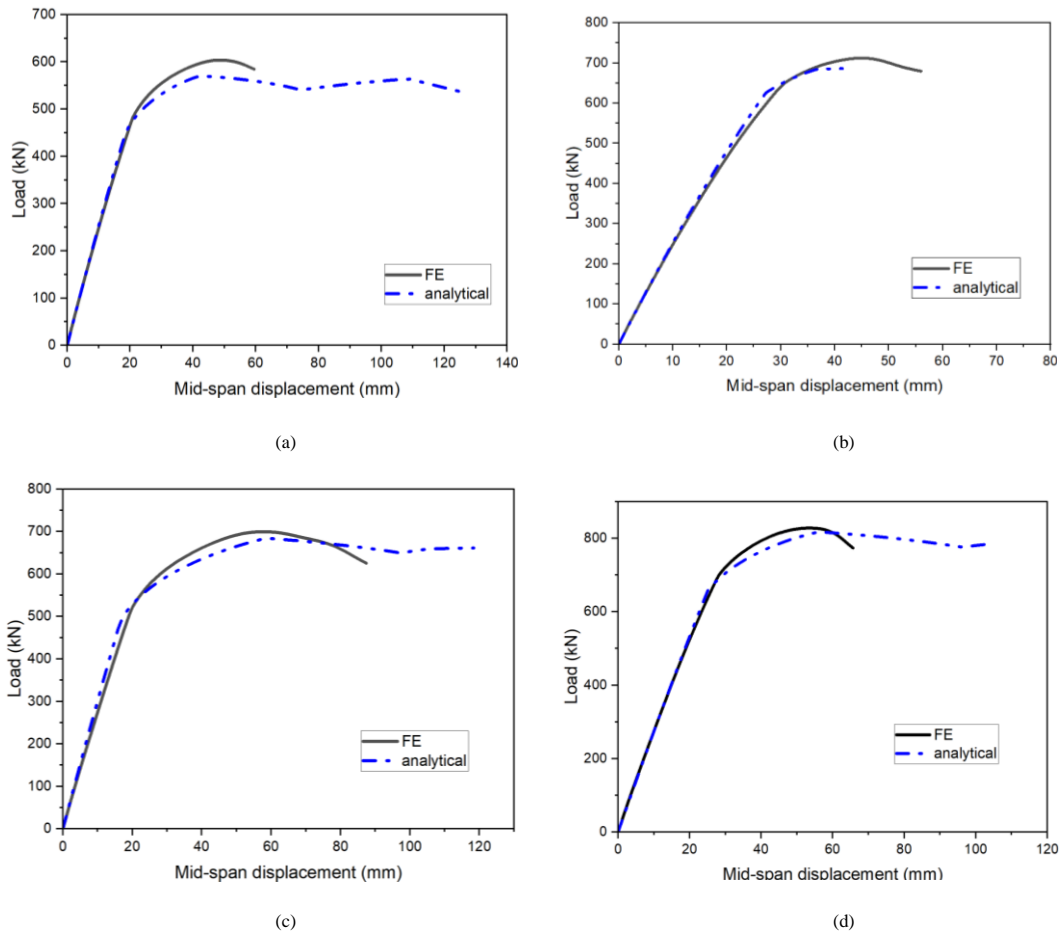 700
600
500
400
300
200
100
0
Load (kN)
FE
analytical
0 20 40 60 80 100 120 140
Mid-span displacement (mm)
(a)
800
700
600
500
400
300
200
100
0
Load (kN)
FE
analytical
0 10 20 30 40 50 60 70 80
Mid-span displacement (mm)
(b)
800
700
600
500
400
300
200
100
0
Load (kN)
FE
analytical
0 20 40 60 80 100 120
Mid-span displacement (mm)
(c)
800
600
400
200
0
Load (kN)
FE
analytical
0 20 40 60 80 100 120
Mid-span displacement (mm)
(d)